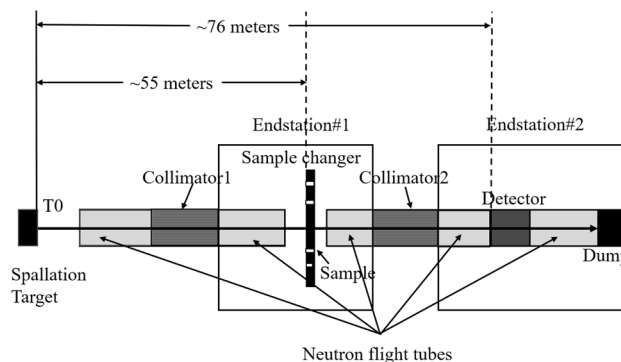 ~76 meters
~55 meters
Endstation#1
Endstation#2
Sample changer
Collimator1
Collimator2
Detector
T0
Sample
Dump
Spallation
Target
Neutron flight tubes